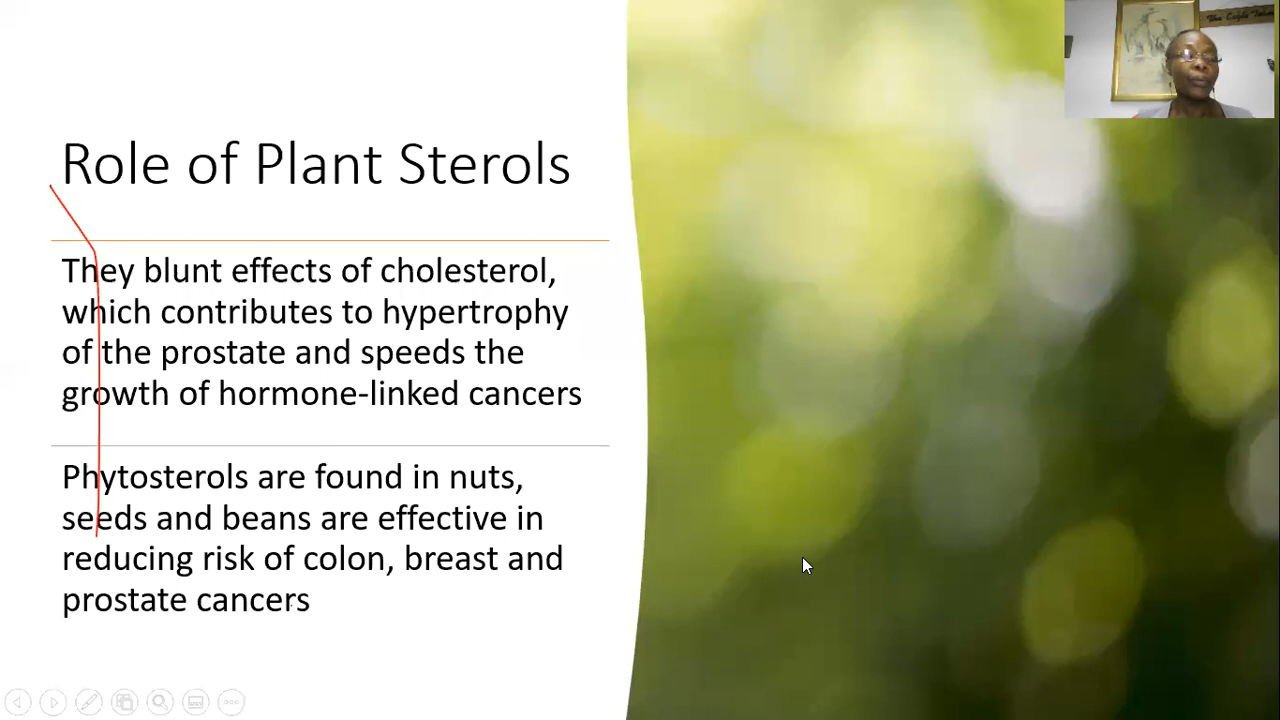 Role of Plant Sterols
They blunt effects of cholesterol,
which contributes to hypertrophy
of the prostate and speeds the
growth of hormone-linked cancers
Phytosterols are found in nuts,
seeds and beans are effective in
reducing risk of colon, breast and
prostate cancers